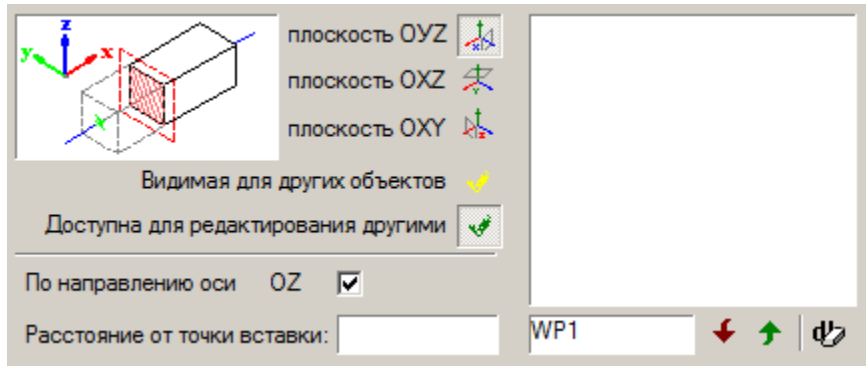 z
y
x
плоскость ОУZ
плоскость OXZ
плоскость OXY
Видимая для других объектов
Доступна для редактирования другими
По направлению оси OZ
Расстояние от точки вставки:
WP1